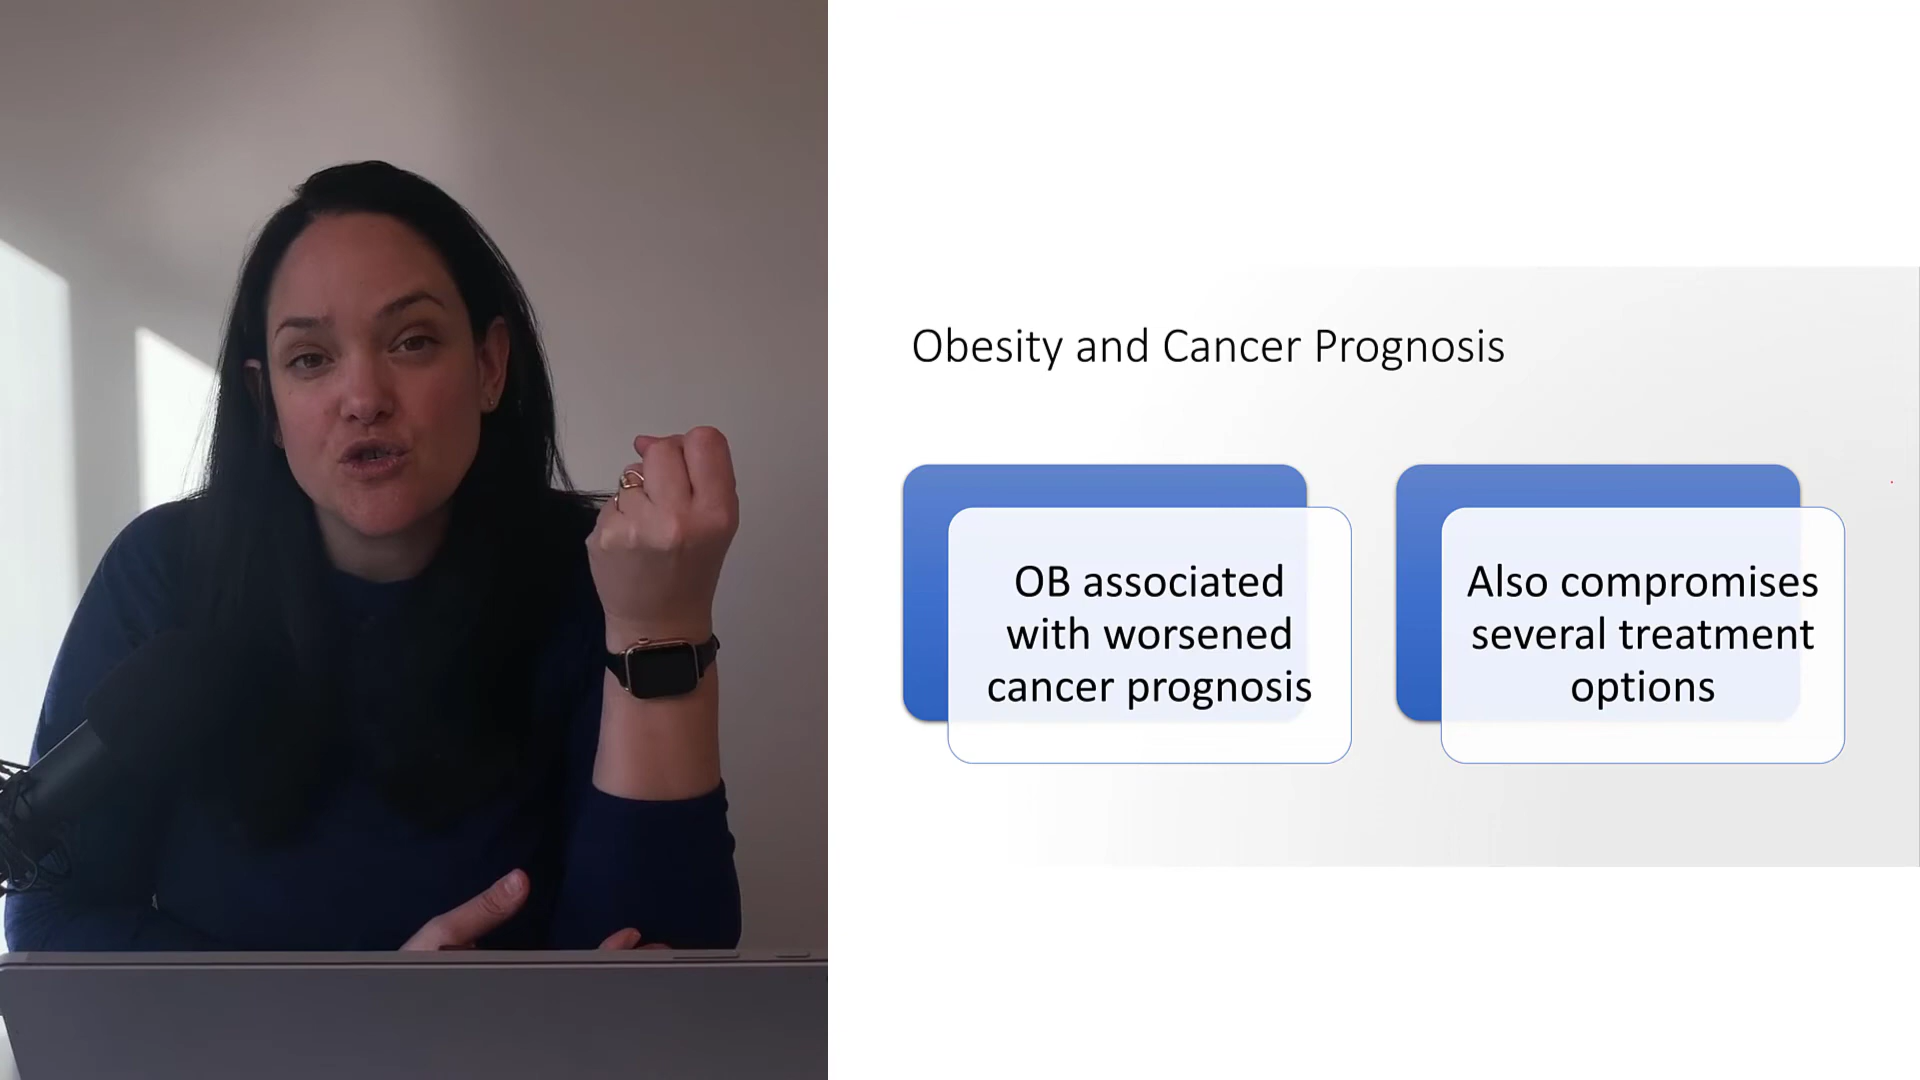 Obesity and Cancer Prognosis
OB associated
with worsened
cancer prognosis
Also compromises
several treatment
options